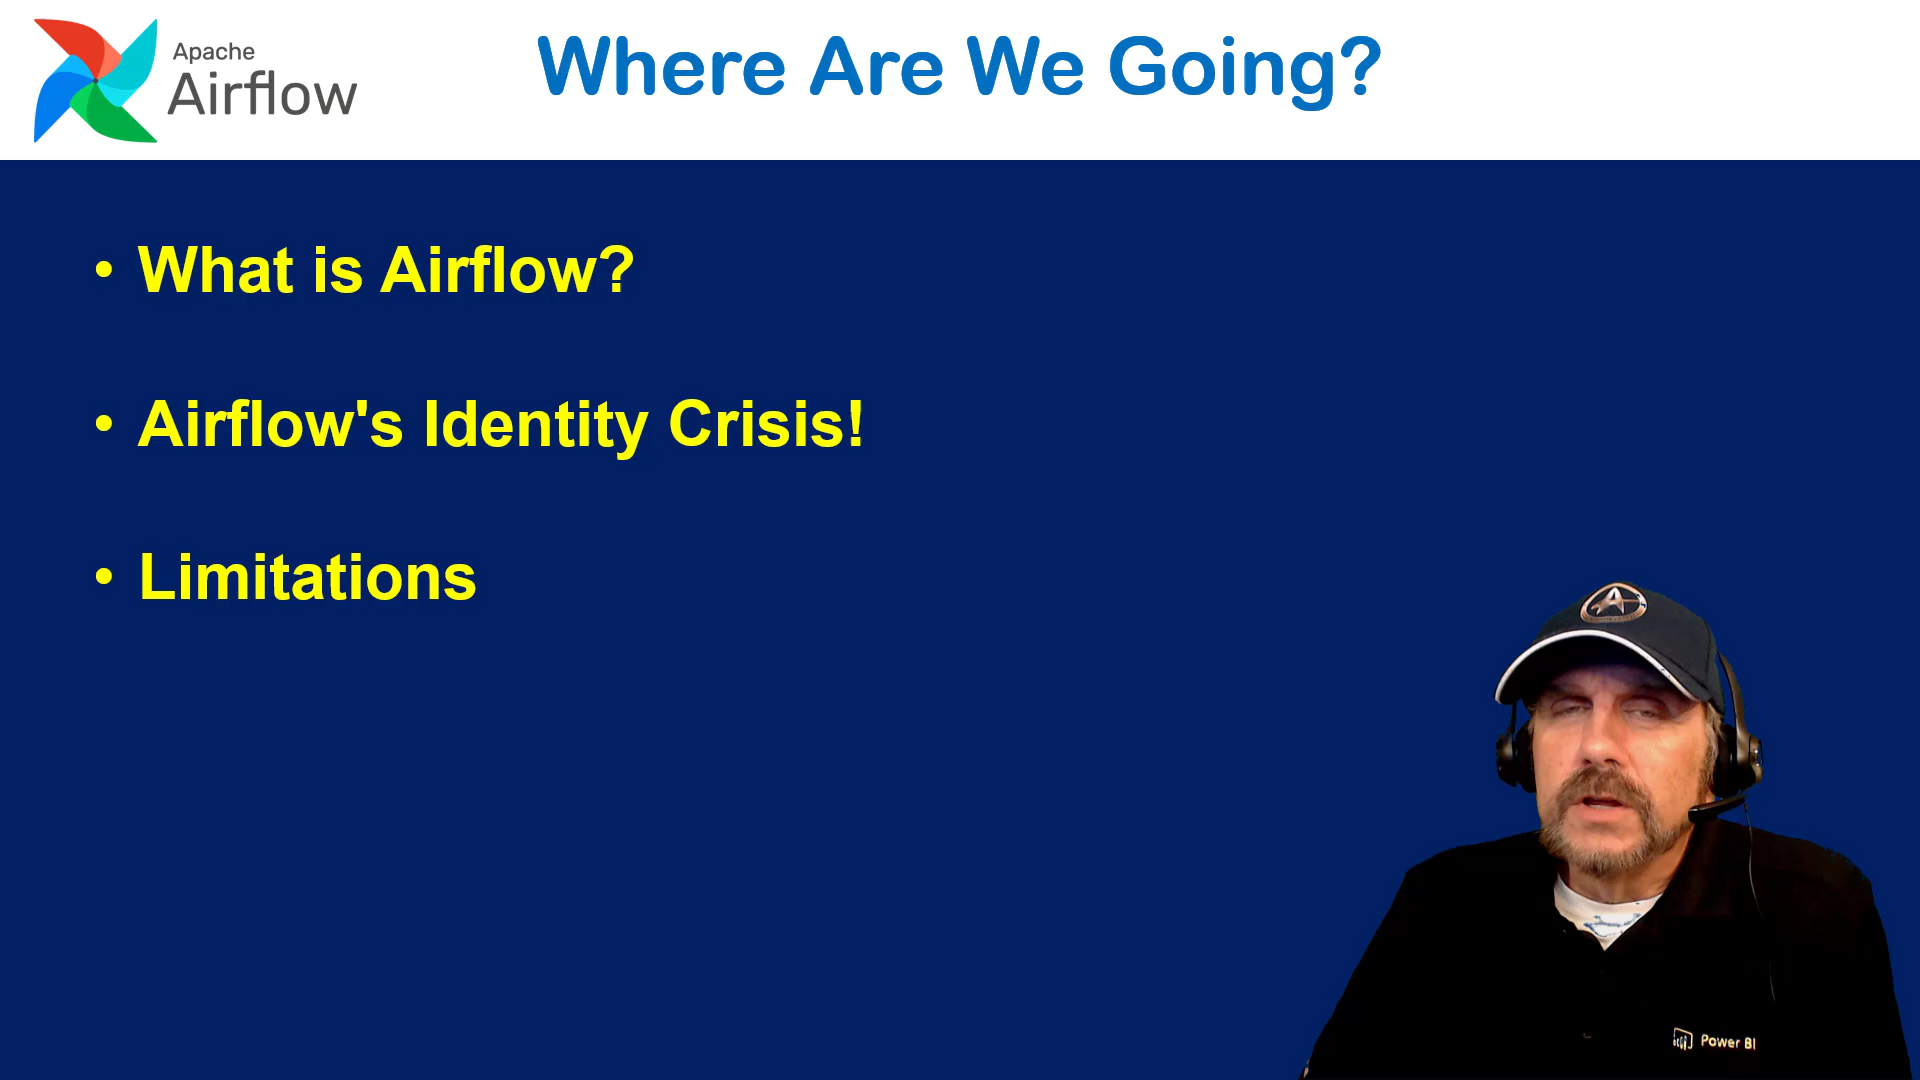 Apache
Airflow
Where Are We Going?
• What is Airflow?
• Airflow's Identity Crisis!
• Limitations
Power BI